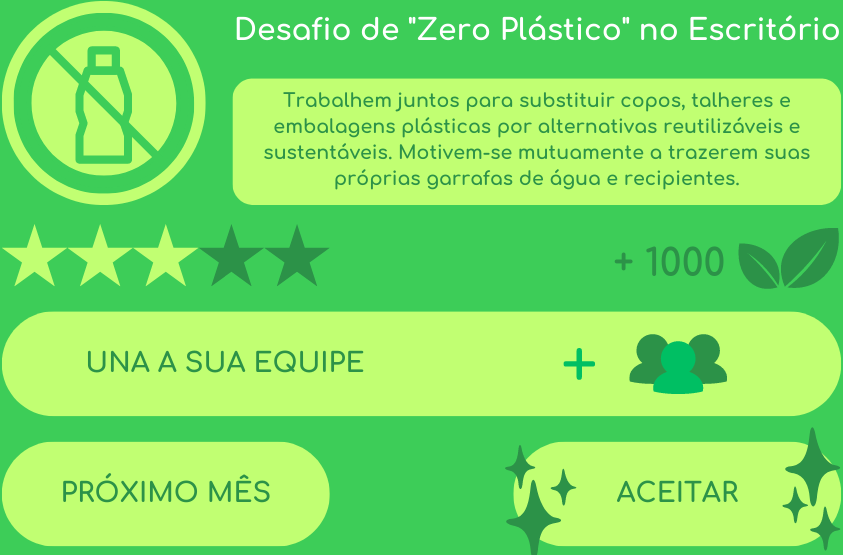 Desafio de "Zero Plástico" no Escritório
Trabalhem juntos para substituir copos, talheres e
embalagens plásticas por alternativas reutilizáveis e
sustentáveis. Motivem-se mutuamente a trazerem suas
próprias garrafas de água e recipientes.
+ 1000
UNA A SUA EQUIPE
+
PRÓXIMO MÊS
ACEITAR